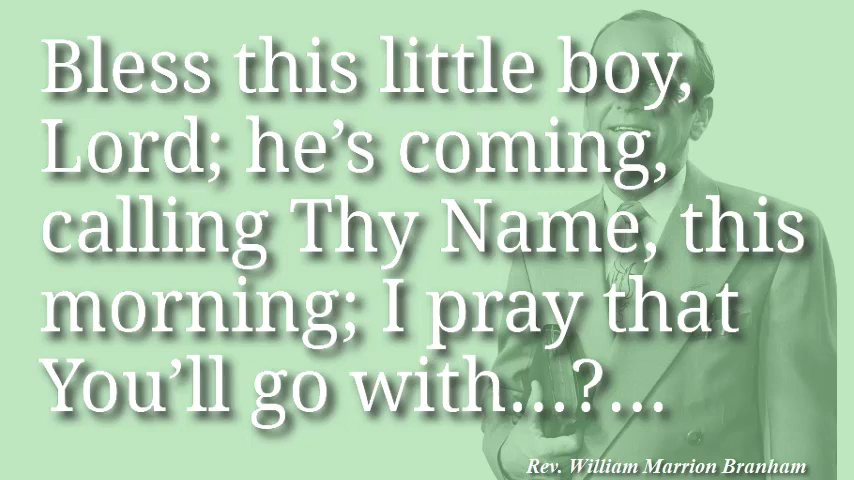 Bless this little boy,
Lord; he’s coming,
calling Thy Name, this
morning; I pray that
You’ll go with...?...
Rev. William Marrion Branham